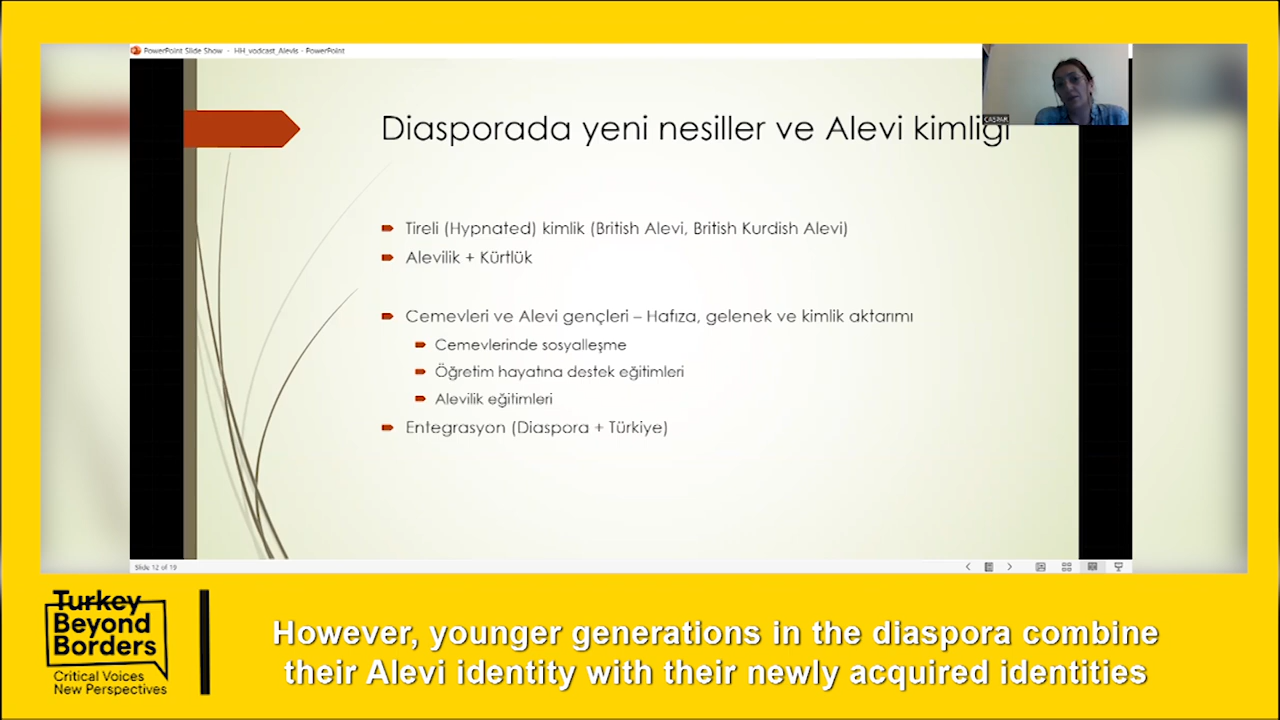 PowerPoint Slide Show - HH_vodcast_Alevis - PowerPoint
CASPAR
Diasporada yeni nesiller ve Alevi kimliği
Tireli (Hypnated) kimlik (British Alevi, British Kurdish Alevi)
Alevilik + Kürtlük
Cemevleri ve Alevi gençleri – Hafıza, gelenek ve kimlik aktarımı
Cemevlerinde sosyalleşme
Öğretim hayatına destek eğitimleri
Alevilik eğitimleri
Entegrasyon (Diaspora + Türkiye)
Slide 12 of 19
Turkey
Beyond
Borders
Critical Voices
New Perspectives
However, younger generations in the diaspora combine
their Alevi identity with their newly acquired identities